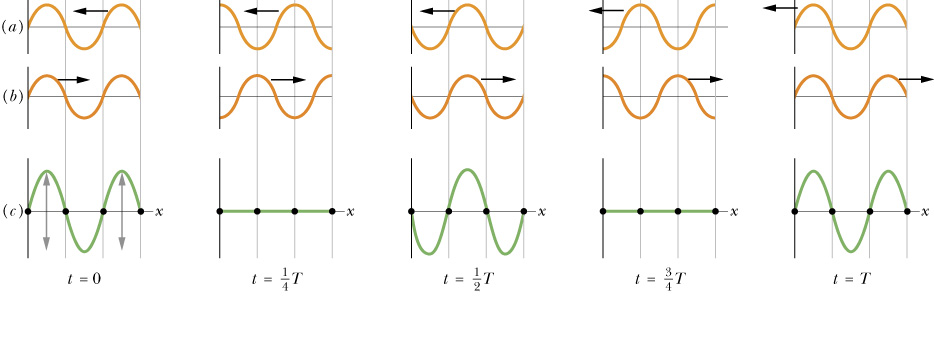 (a)
(b)
(c) x x x x x
t = 0 t = 1/4 T t = 1/2 T t = 3/4 T t = T